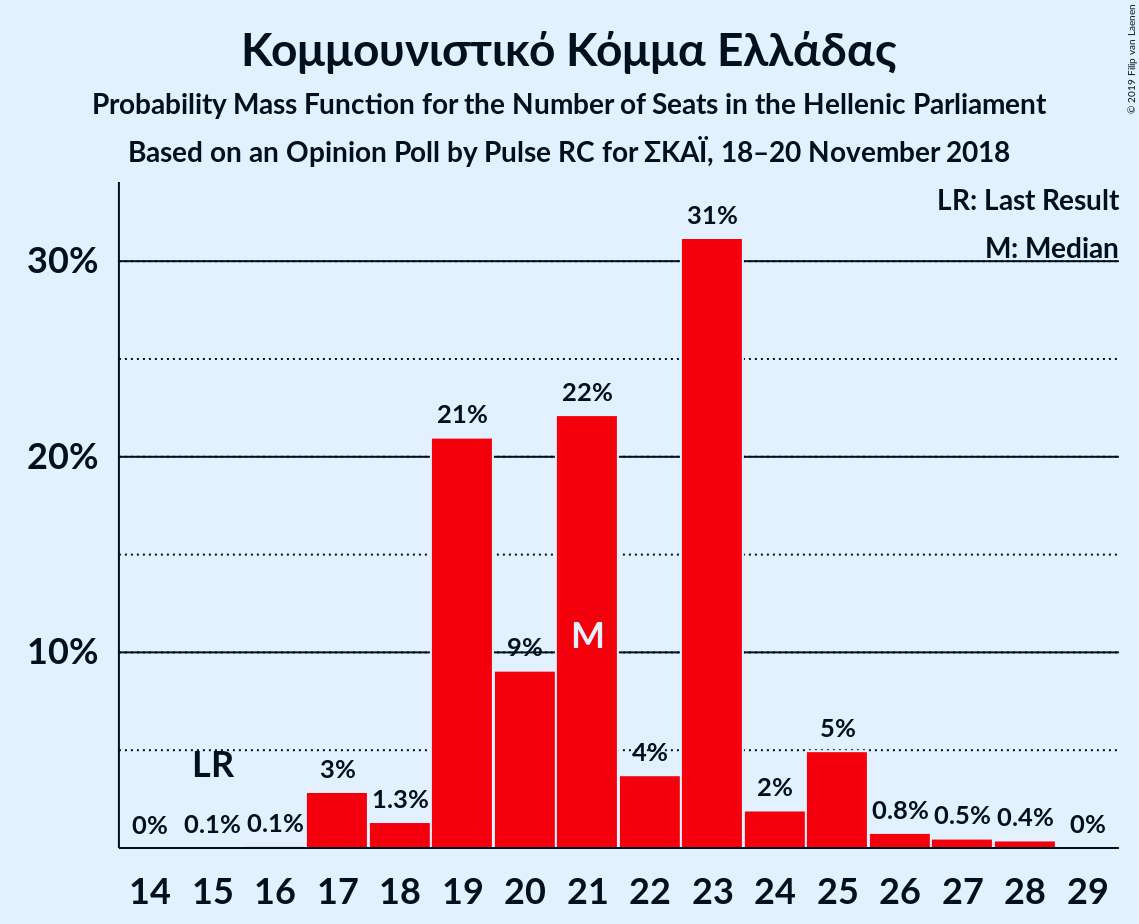 Κομμουνιστικό Κόμμα Ελλάδας
Probability Mass Function for the Number of Seats in the Hellenic Parliament
Based on an Opinion Poll by Pulse RC for ΣΚΑΪ, 18–20 November 2018
© 2019 Filip van Laenen
LR: Last Result
M: Median
30%
20%
10%
0%
0.1%
0.1%
3%
1.3%
21%
9%
22%
4%
31%
2%
5%
0.8%
0.5%
0.4%
0%
LR
M
14 15 16 17 18 19 20 21 22 23 24 25 26 27 28 29